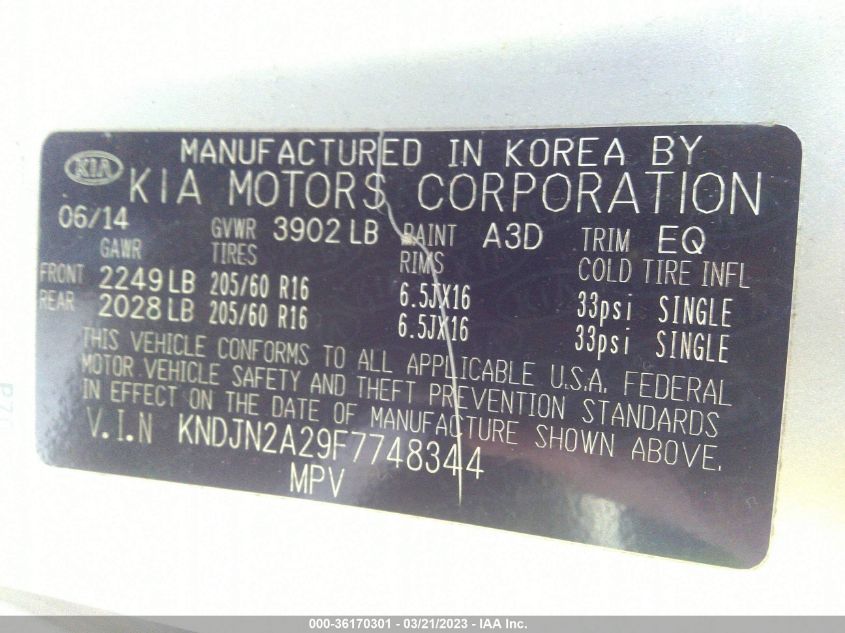 MANUFACTURED IN KOREA BY
KIA KIA MOTORS CORPORATION
06/14 GVWR 3902 LB PAINT A3D TRIM EQ
GAWR TIRES RIMS COLD TIRE INFL
FRONT 2249 LB 205/60 R16 6.5JX16 33psi SINGLE
REAR 2028 LB 205/60 R16 6.5JX16 33psi SINGLE
THIS VEHICLE CONFORMS TO ALL APPLICABLE U.S.A. FEDERAL
MOTOR VEHICLE SAFETY AND THEFT PREVENTION STANDARDS
IN EFFECT ON THE DATE OF MANUFACTURE SHOWN ABOVE.
V.I.N KNDJN2A29F7748344
MPV
000-36170301 - 03/21/2023 - IAA Inc.